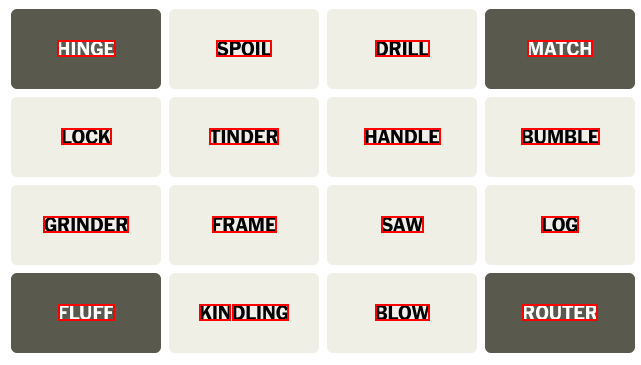 HINGE SPOIL DRILL MATCH
LOCK TINDER HANDLE BUMBLE
GRINDER FRAME SAW LOG
FLUFF KINDLING BLOW ROUTER